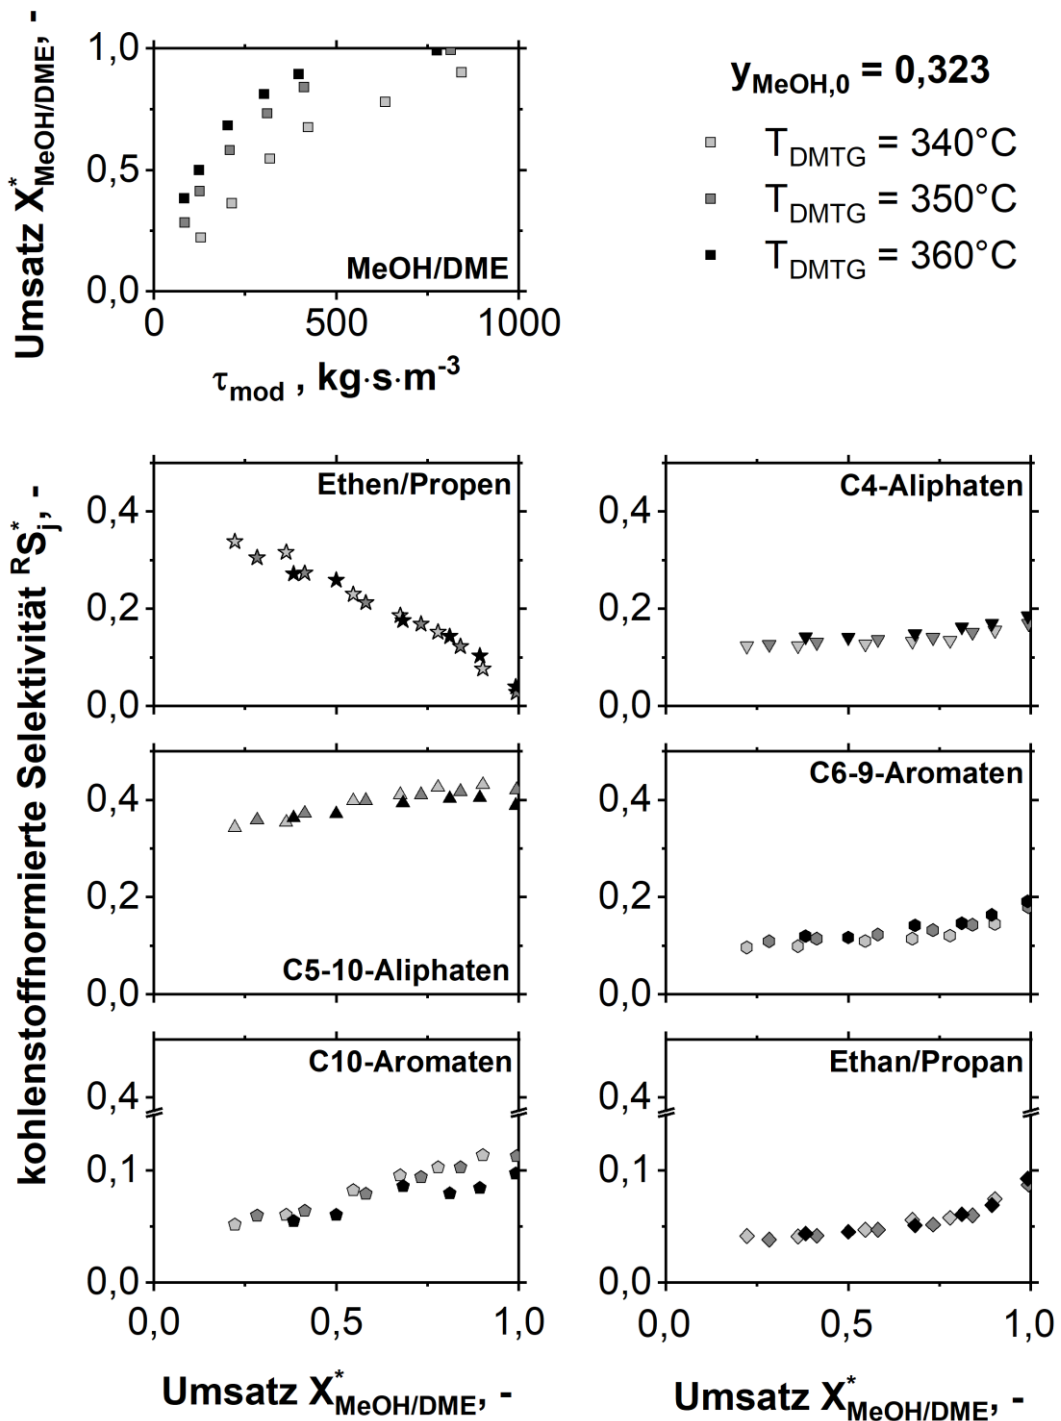 Umsatz X*MeOH/DME, -
1,0
0,5
0,0
MeOH/DME
0 500 1000
τmod , kg·s·m-3
yMeOH,0 = 0,323
TDMTG = 340°C
TDMTG = 350°C
TDMTG = 360°C
kohlenstoffnormierte Selektivität RS*j, -
Ethen/Propen
0,4
0,2
0,0
C4-Aliphaten
0,4
0,2
0,0
C5-10-Aliphaten
0,4
0,2
0,0
C6-9-Aromaten
0,4
0,2
0,0
C10-Aromaten
0,4
0,1
0,0
0,0 0,5 1,0
Umsatz X*MeOH/DME, -
Ethan/Propan
0,4
0,1
0,0
0,0 0,5 1,0
Umsatz X*MeOH/DME, -